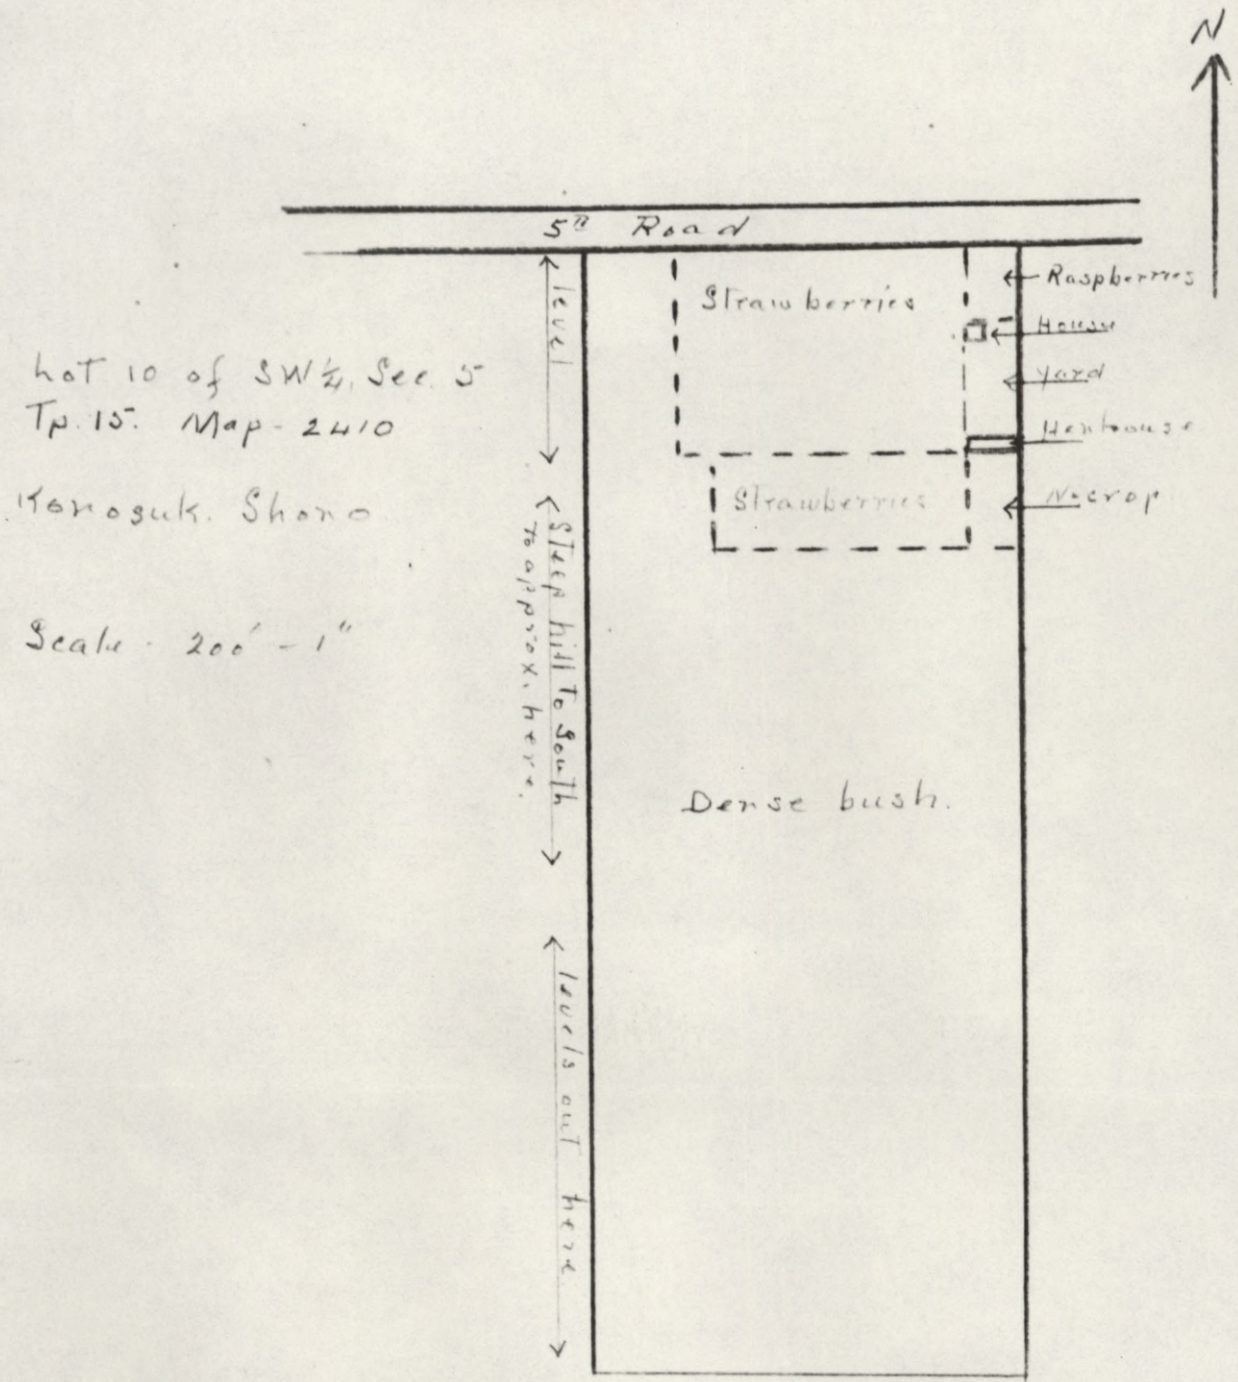 N
5th Road
level
Strawberries
Raspberries
House
Yard
Henhouse
Strawberries
No crop
Lot 10 of SW¼, Sec. 5
Tp. 15. Map - 2410
Konosuk. Shono
Scale - 200' - 1"
Steep hill To South
To approx. here.
Dense bush.
levels out here